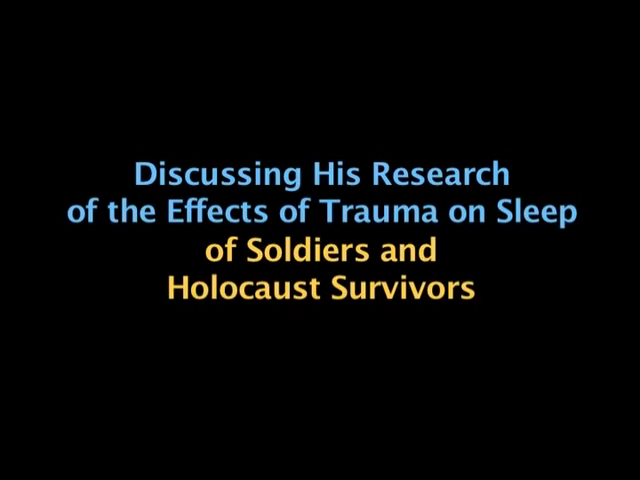 Discussing His Research
of the Effects of Trauma on Sleep
of Soldiers and
Holocaust Survivors